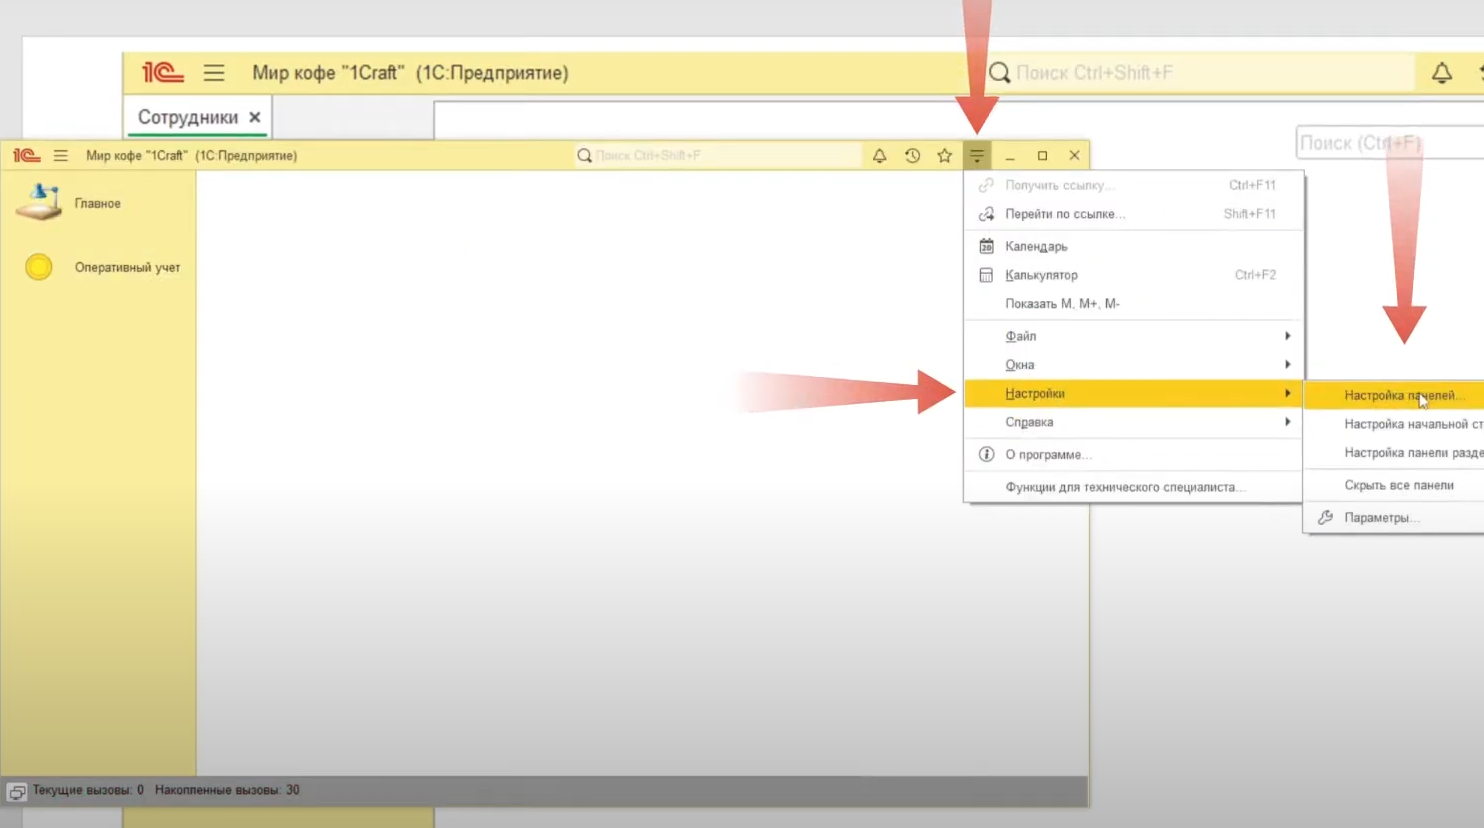 1С Мир кофе "1Craft" (1С:Предприятие) Поиск Ctrl+Shift+F
Сотрудники ×
Поиск (Ctrl+F)
1С Мир кофе "1Craft" (1С:Предприятие) Поиск Ctrl+Shift+F
Главное
Оперативный учет
Получить ссылку... Ctrl+F11
Перейти по ссылке... Shift+F11
20 Календарь
Калькулятор Ctrl+F2
Показать M, M+, M-
Файл
Окна
Настройки
Справка
О программе...
Функции для технического специалиста...
Настройка панелей...
Настройка начальной ст
Настройка панели разде
Скрыть все панели
Параметры...
Текущие вызовы: 0 Накопленные вызовы: 30